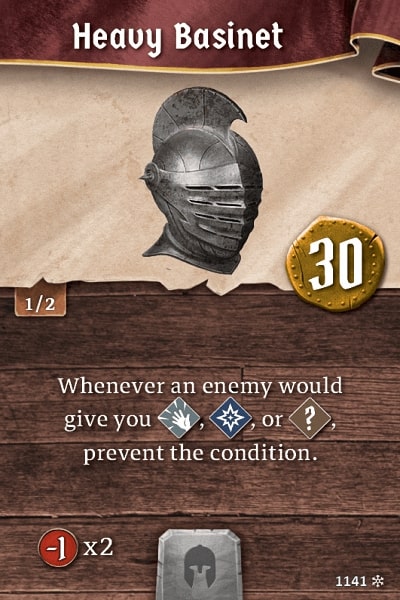 Heavy Basinet
30
1/2
Whenever an enemy would
give you , , or ? ,
prevent the condition.
-1 x2
1141